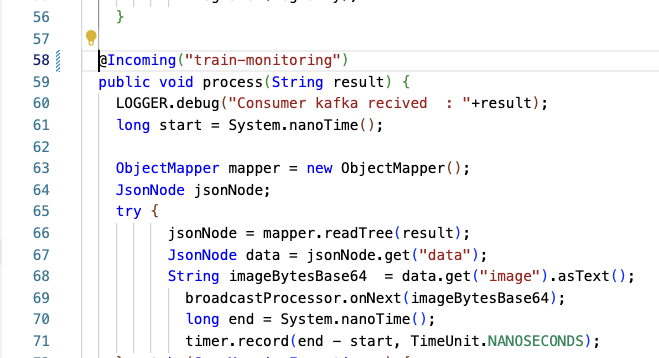 56 }
57
58 @Incoming("train-monitoring")
59 public void process(String result) {
60 LOGGER.debug("Consumer kafka recived  : "+result);
61 long start = System.nanoTime();
62
63 ObjectMapper mapper = new ObjectMapper();
64 JsonNode jsonNode;
65 try {
66 jsonNode = mapper.readTree(result);
67 JsonNode data = jsonNode.get("data");
68 String imageBytesBase64  = data.get("image").asText();
69 broadcastProcessor.onNext(imageBytesBase64);
70 long end = System.nanoTime();
71 timer.record(end - start, TimeUnit.NANOSECONDS);